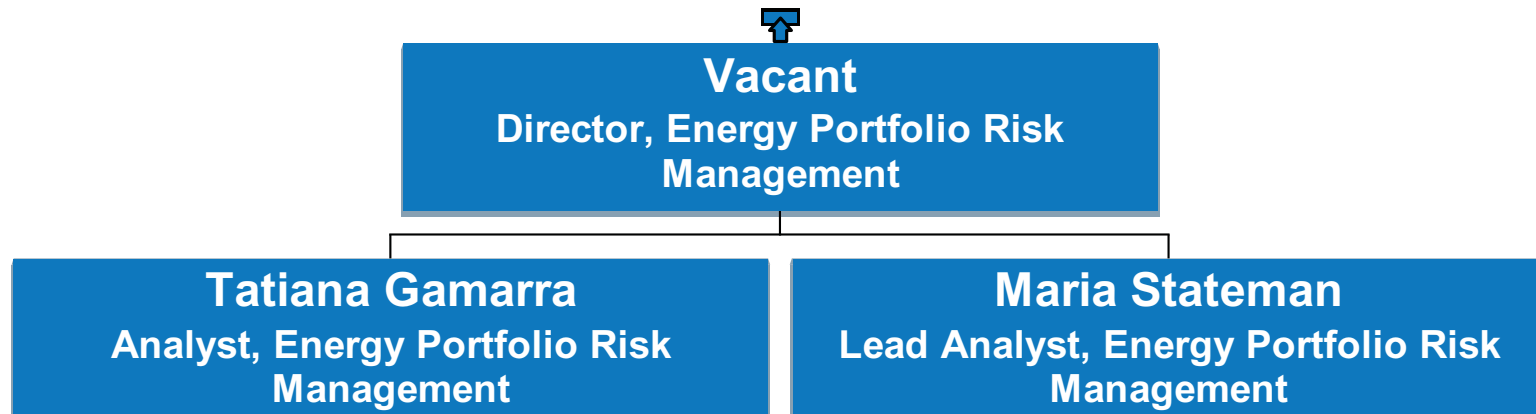 Vacant
Director, Energy Portfolio Risk
Management
Tatiana Gamarra
Analyst, Energy Portfolio Risk
Management
Maria Stateman
Lead Analyst, Energy Portfolio Risk
Management